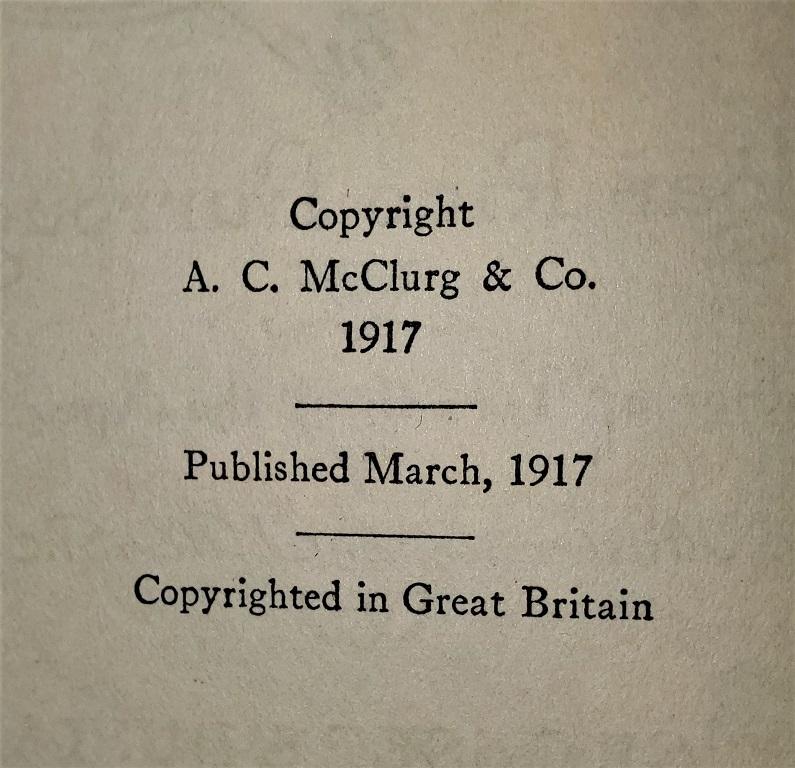 Copyright
A. C. McClurg & Co.
1917
Published March, 1917
Copyrighted in Great Britain